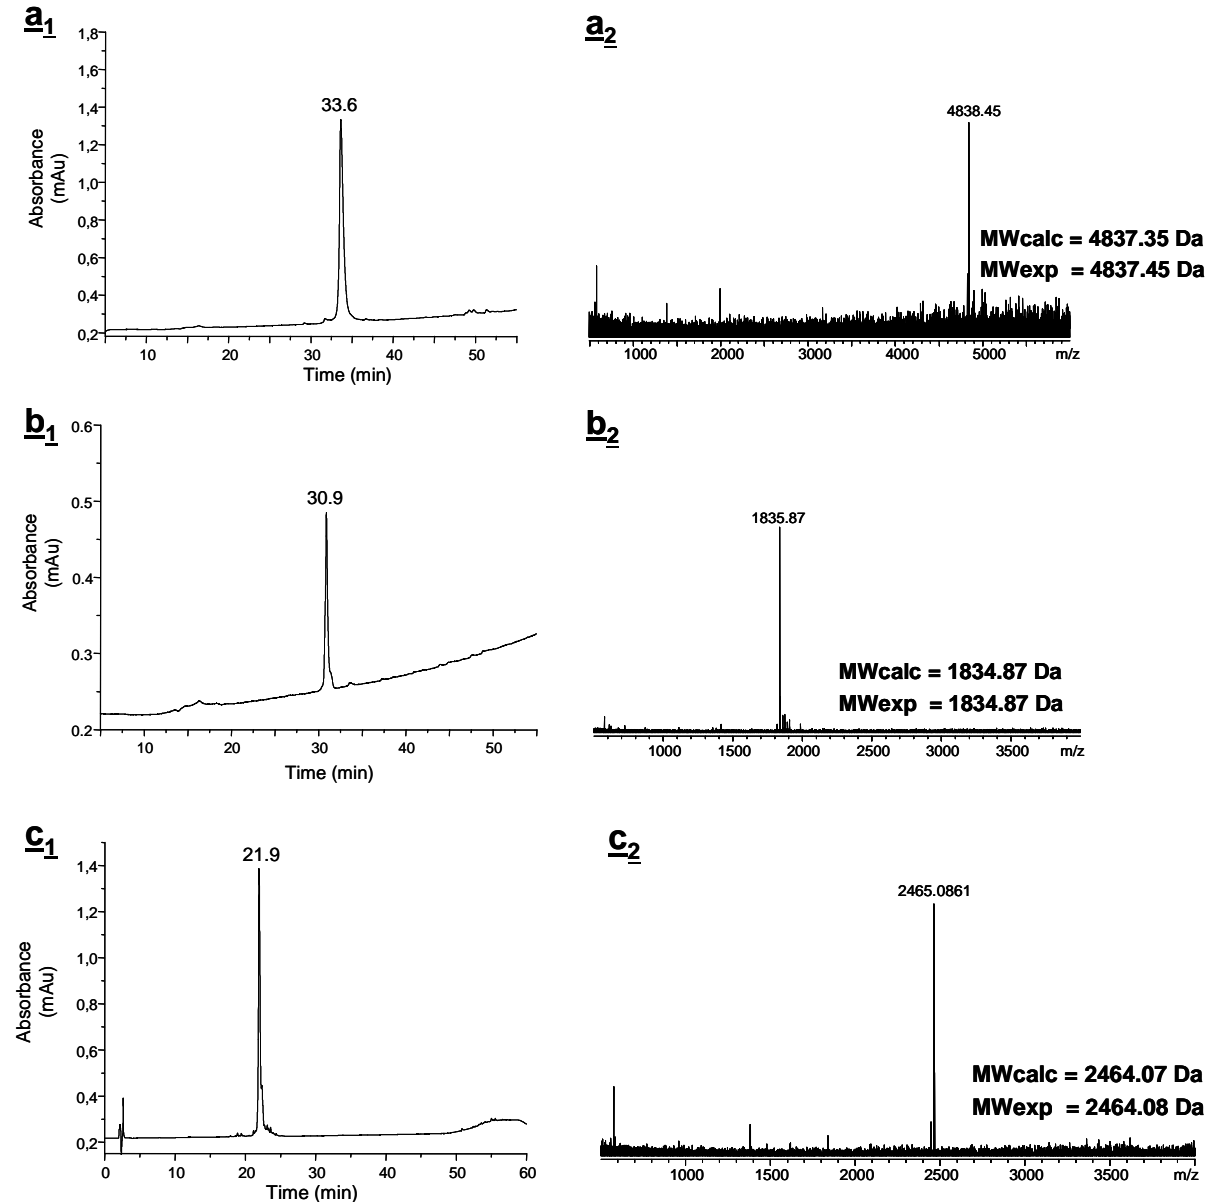 a1
1,8
1,6
1,4
1,2
1,0
0,8
0,6
0,4
0,2
Absorbance
(mAu)
33.6
10 20 30 40 50
Time (min)
a2
4838.45
MWcalc = 4837.35 Da
MWexp = 4837.45 Da
1000 2000 3000 4000 5000 m/z
b1
0.6
0.5
0.4
0.3
0.2
Absorbance
(mAu)
30.9
10 20 30 40 50
Time (min)
b2
1835.87
MWcalc = 1834.87 Da
MWexp = 1834.87 Da
1000 1500 2000 2500 3000 3500 m/z
c1
1,4
1,2
1,0
0,8
0,6
0,4
0,2
Absorbance
(mAu)
21.9
0 10 20 30 40 50 60
Time (min)
c2
2465.0861
MWcalc = 2464.07 Da
MWexp = 2464.08 Da
1000 1500 2000 2500 3000 3500 m/z